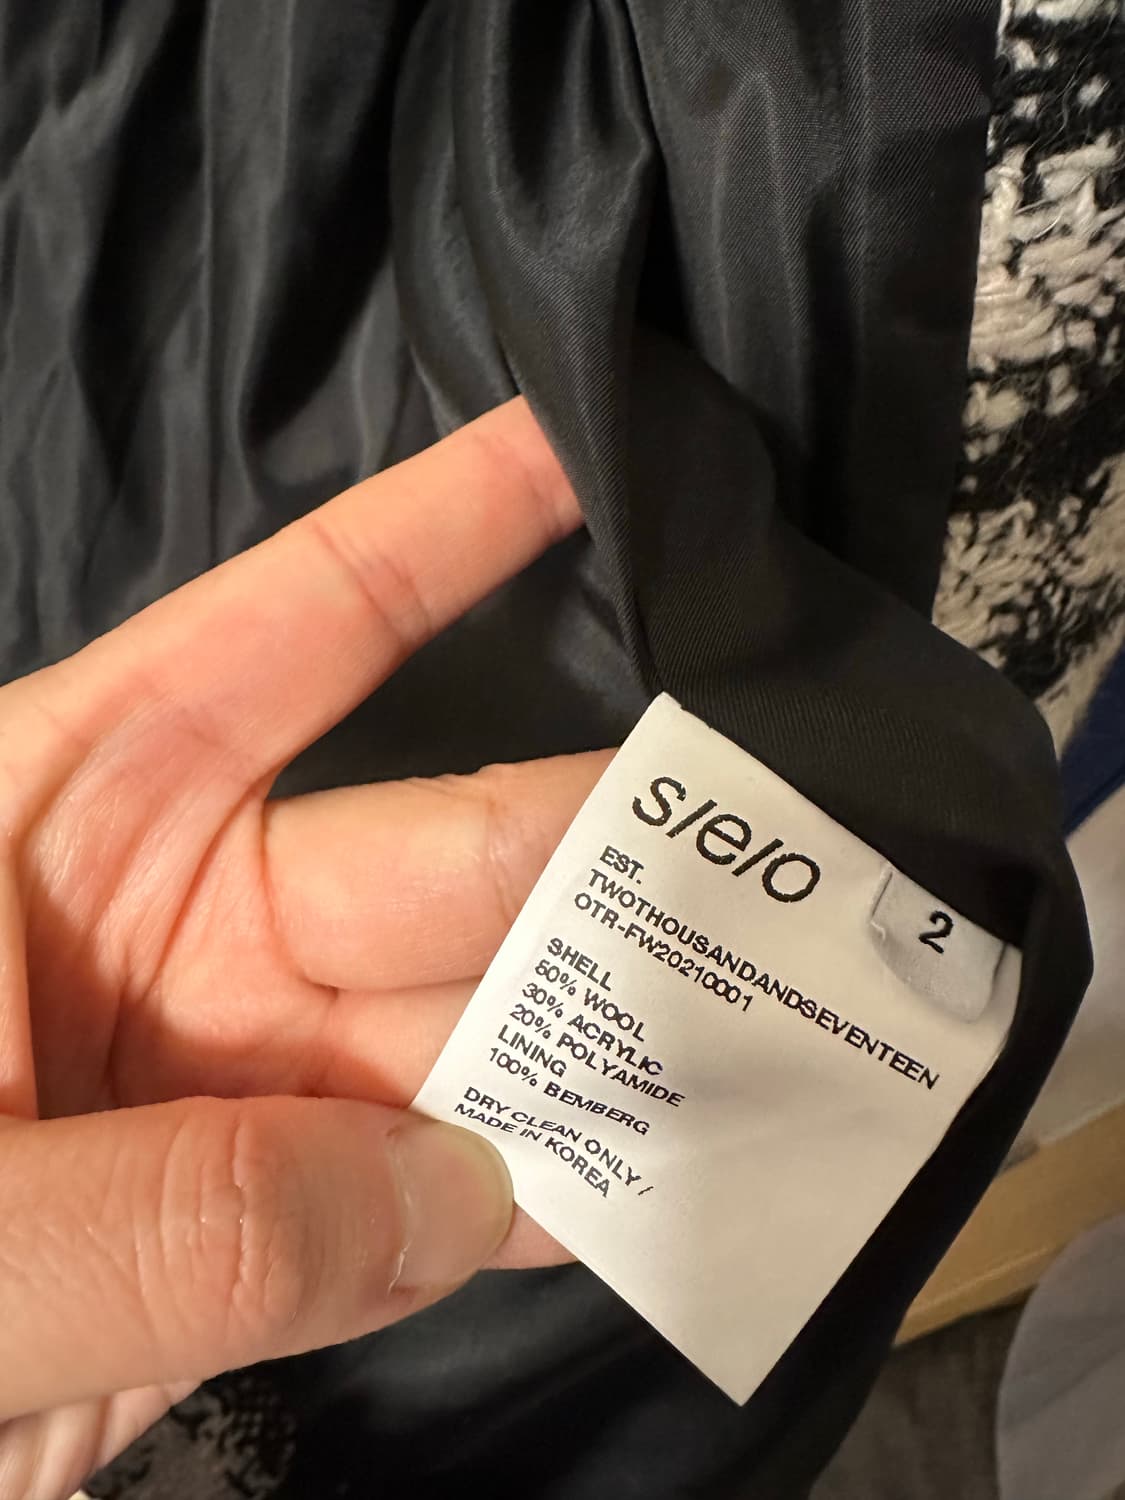 s/e/o
2
EST.
TWOTHOUSANDANDSEVENTEEN
OTR-FW20210001
SHELL
50% WOOL
30% ACRYLIC
20% POLYAMIDE
LINING
100% BEMBERG
DRY CLEAN ONLY /
MADE IN KOREA